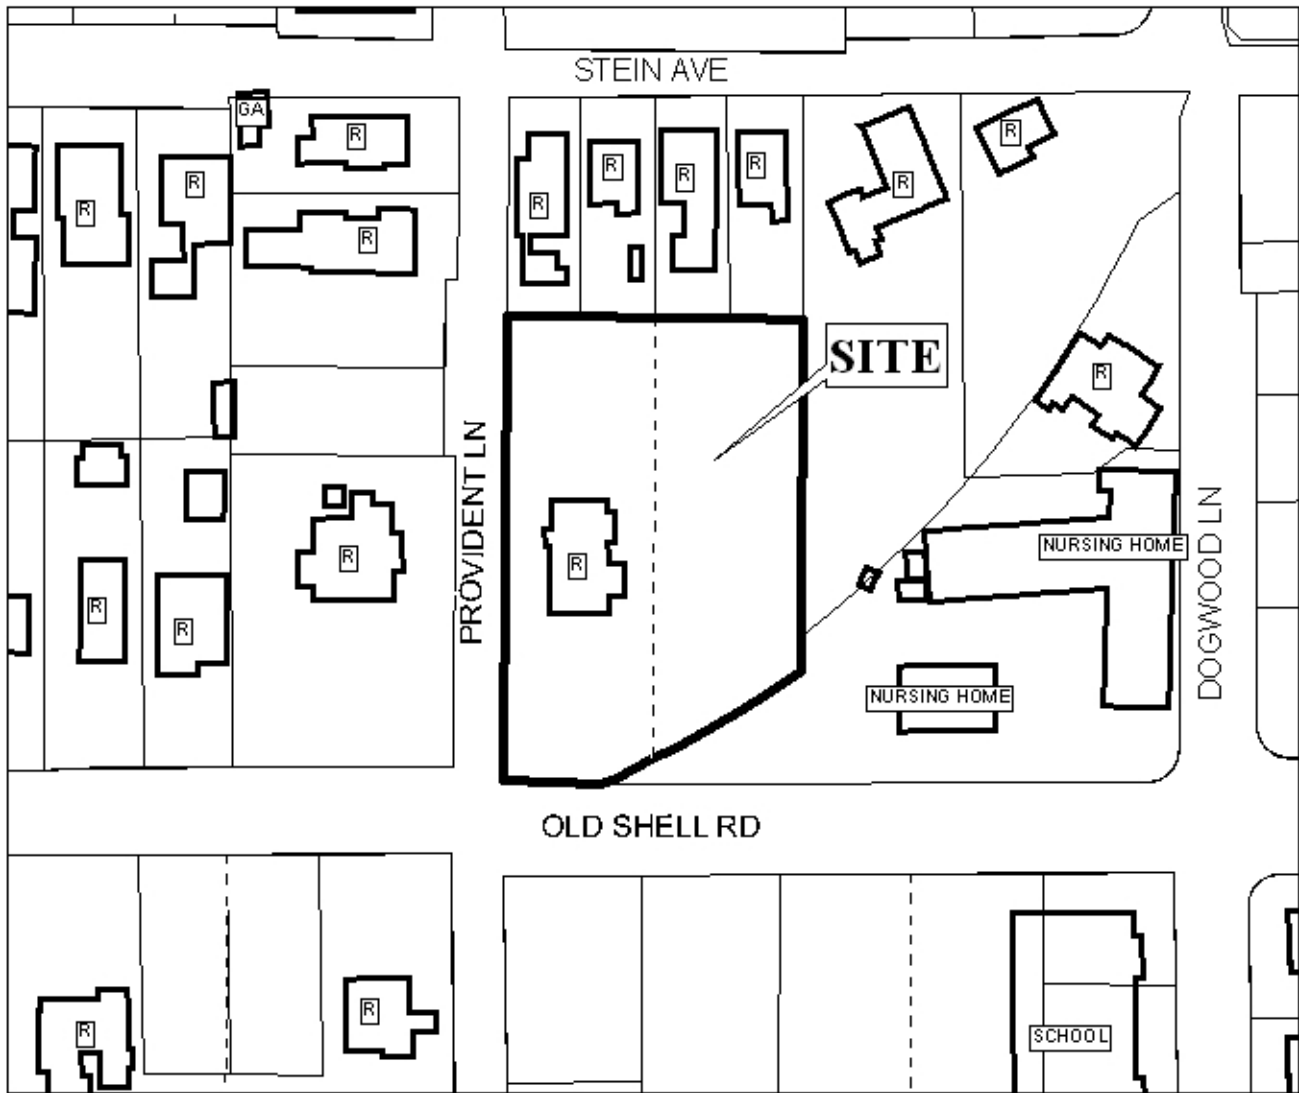 STEIN AVE
GA
R
R
R
R
R
R
R
R
R
R
R
SITE
R
PROVIDENT LN
NURSING HOME
R
R
R
R
DOGWOOD LN
NURSING HOME
OLD SHELL RD
R
R
SCHOOL